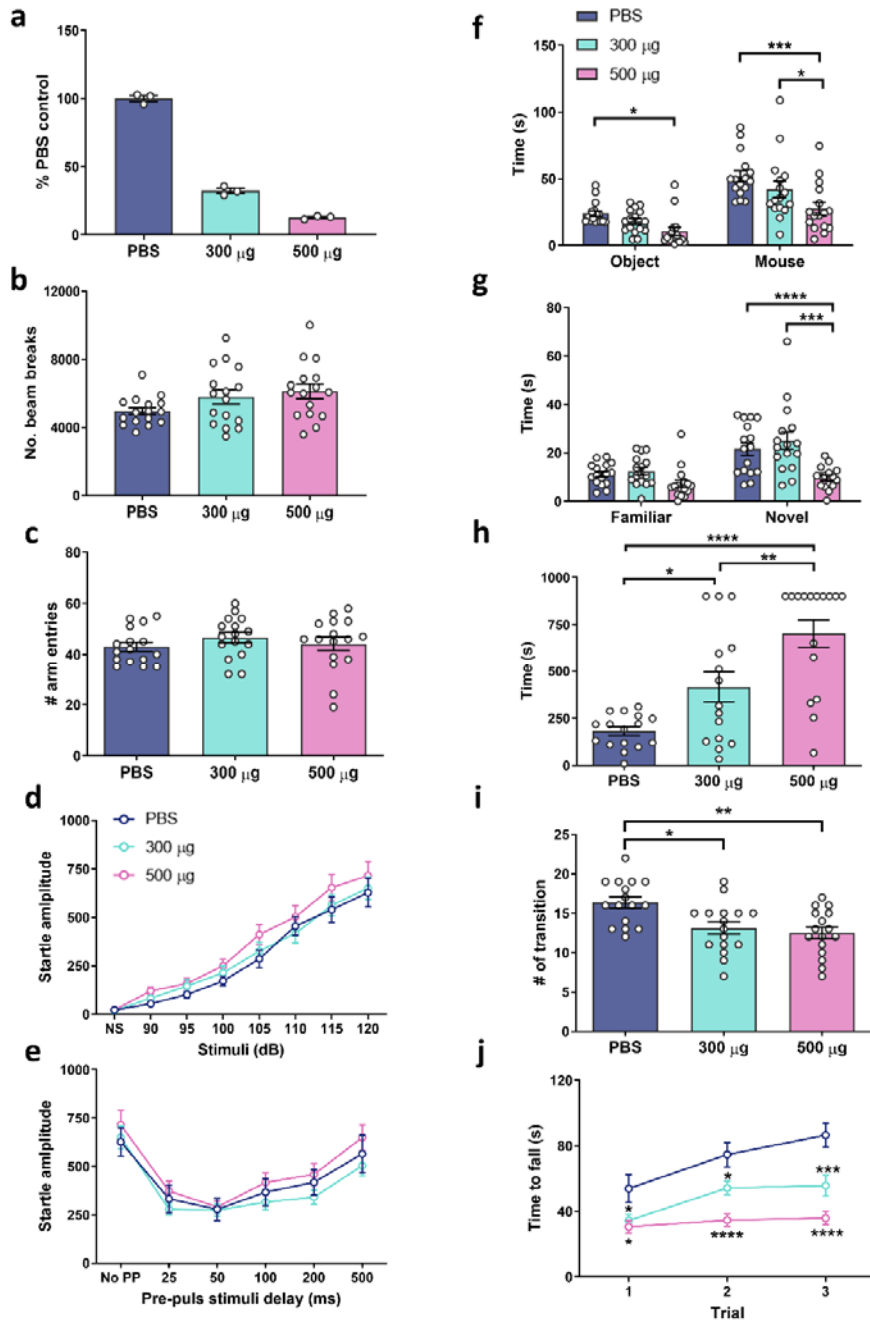 a
150
100
50
0
% PBS control
PBS 300 µg 500 µg
b
12000
8000
4000
0
No. beam breaks
PBS 300 µg 500 µg
c
80
60
40
20
0
# arm entries
PBS 300 µg 500 µg
d
PBS
300 µg
500 µg
1000
750
500
250
0
Startle amiplitude
NS 90 95 100 105 110 115 120
Stimuli (dB)
e
1000
750
500
250
0
Startle amiplitude
No PP 25 50 100 200 500
Pre-puls stimuli delay (ms)
f
PBS
300 µg
500 µg
150
100
50
0
Time (s)
*
***
*
Object Mouse
g
80
60
40
20
0
Time (s)
****
***
Familiar Novel
h
1000
750
500
250
0
Time (s)
****
* **
PBS 300 µg 500 µg
i
25
20
15
10
5
0
# of transition
**
*
PBS 300 µg 500 µg
j
120
80
40
0
Time to fall (s)
* * ***
* **** ****
1 2 3
Trial